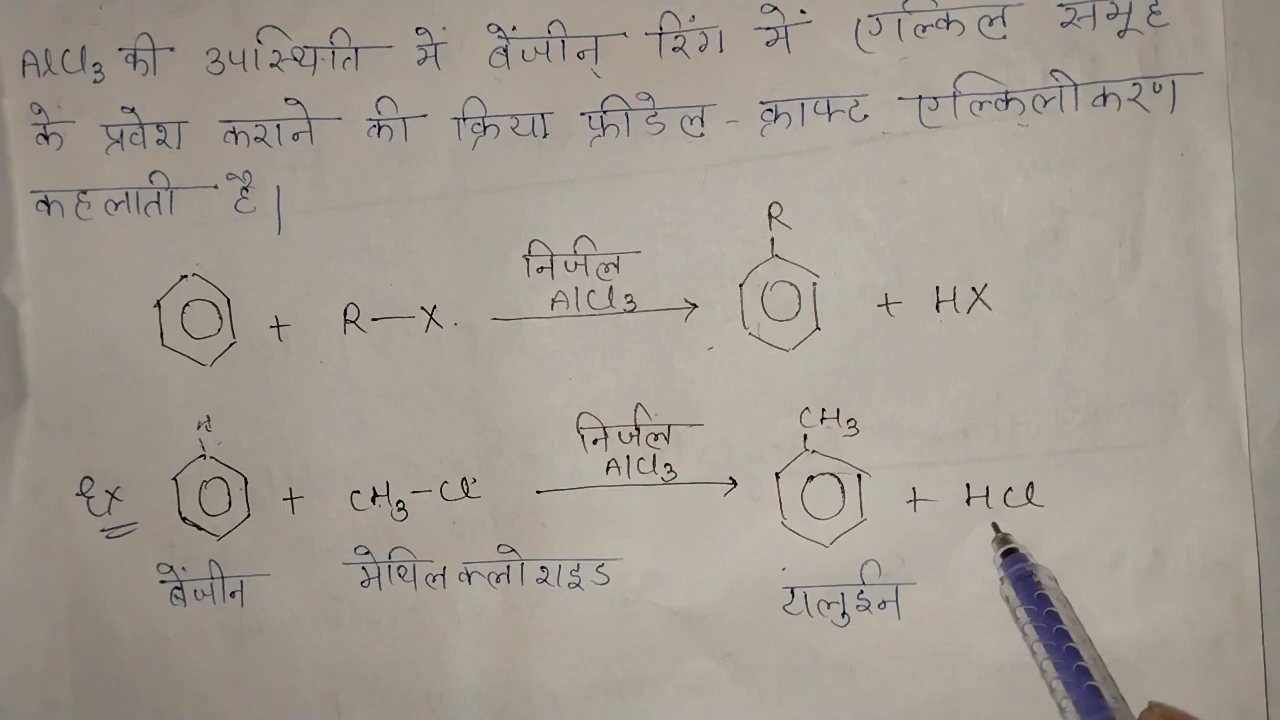 AlCl3 की उपस्थिति में बेंजीन् रिंग में एल्किल समूह
के प्रवेश कराने की क्रिया फ्रीडेल - क्राफ्ट एल्किलीकरण
कहलाती है|
R
निर्जल
+ R-X. AlCl3 + HX
H CH3
निर्जल
Ex + CH3-Cl AlCl3 + HCl
बेंजीन मेथिल क्लोराइड टालुईन